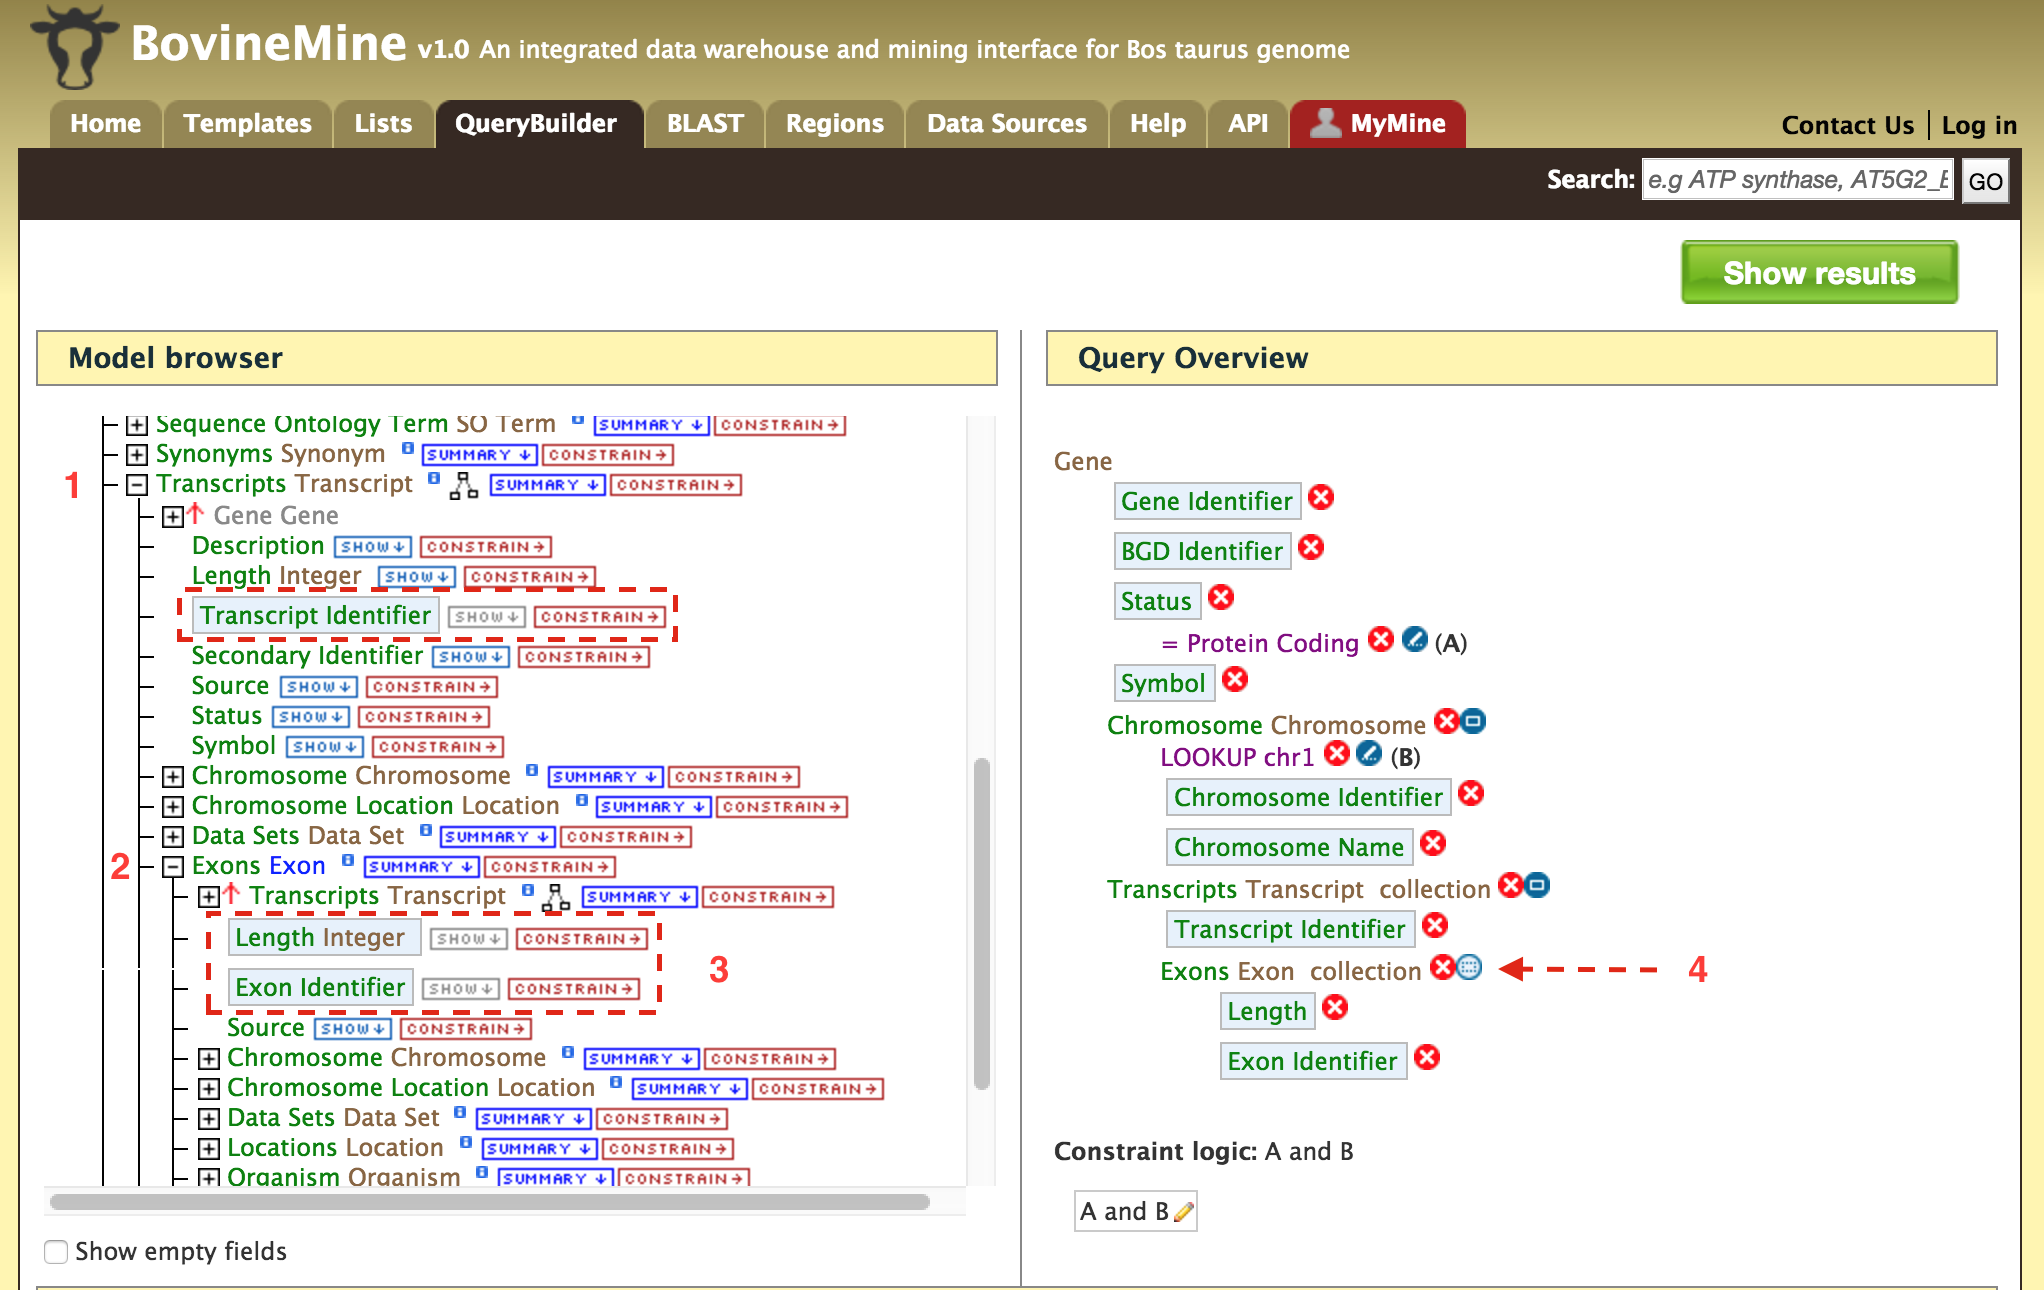 BovineMine v1.0 An integrated data warehouse and mining interface for Bos taurus genome
Home Templates Lists QueryBuilder BLAST Regions Data Sources Help API MyMine Contact Us | Log in
Search: e.g ATP synthase, AT5G2_B GO
Show results
Model browser
Sequence Ontology Term SO Term SUMMARY ↓ CONSTRAIN→
Synonyms Synonym SUMMARY ↓ CONSTRAIN→
1 Transcripts Transcript SUMMARY ↓ CONSTRAIN→
Gene Gene
Description SHOW↓ CONSTRAIN→
Length Integer SHOW↓ CONSTRAIN→
Transcript Identifier SHOW↓ CONSTRAIN→
Secondary Identifier SHOW↓ CONSTRAIN→
Source SHOW↓ CONSTRAIN→
Status SHOW↓ CONSTRAIN→
Symbol SHOW↓ CONSTRAIN→
Chromosome Chromosome SUMMARY ↓ CONSTRAIN→
Chromosome Location Location SUMMARY ↓ CONSTRAIN→
Data Sets Data Set SUMMARY ↓ CONSTRAIN→
2 Exons Exon SUMMARY ↓ CONSTRAIN→
Transcripts Transcript SUMMARY ↓ CONSTRAIN→
Length Integer SHOW↓ CONSTRAIN→
3
Exon Identifier SHOW↓ CONSTRAIN→
Source SHOW↓ CONSTRAIN→
Chromosome Chromosome SUMMARY ↓ CONSTRAIN→
Chromosome Location Location SUMMARY ↓ CONSTRAIN→
Data Sets Data Set SUMMARY ↓ CONSTRAIN→
Locations Location SUMMARY ↓ CONSTRAIN→
Organism Organism SUMMARY ↓ CONSTRAIN→
Show empty fields
Query Overview
Gene
Gene Identifier
BGD Identifier
Status
= Protein Coding (A)
Symbol
Chromosome Chromosome
LOOKUP chr1 (B)
Chromosome Identifier
Chromosome Name
Transcripts Transcript collection
Transcript Identifier
Exons Exon collection 4
Length
Exon Identifier
Constraint logic: A and B
A and B